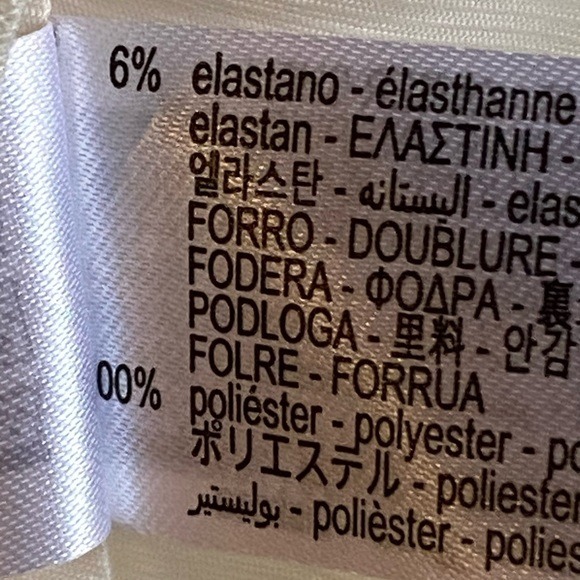 6% elastano - élasthanne
elastan - ΕΛΑΣΤΙΝΗ -
엘라스탄 - اليستانه - elas
FORRO - DOUBLURE -
FODERA - ΦΟΔΡΑ - 裏
PODLOGA - 里料 - 안감
FOLRE - FORRUA
00% poliéster - polyester - po
ポリエステル - poliester
بوليستير - polièster - polies